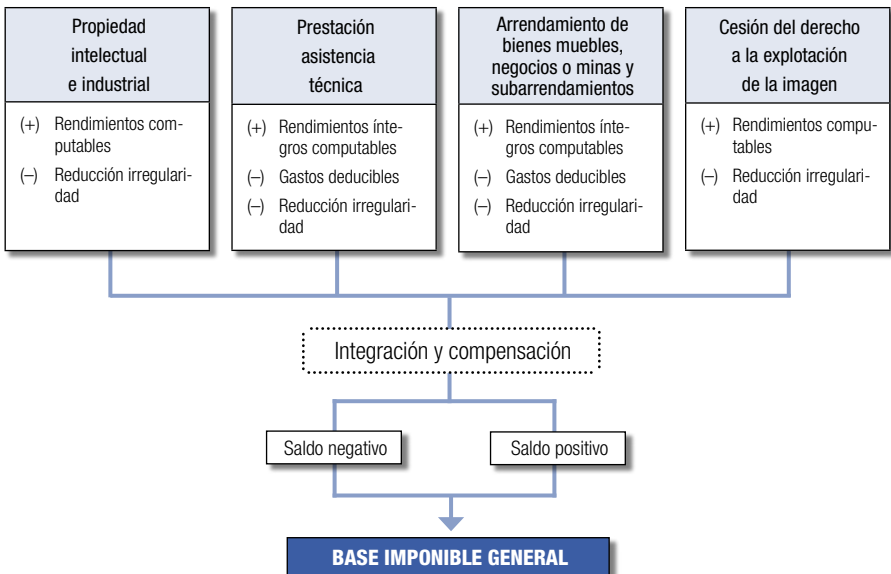 Propiedad
intelectual
e industrial
(+) Rendimientos com-
putables
(–) Reducción irregulari-
dad
Prestación
asistencia
técnica
(+) Rendimientos ínte-
gros computables
(–) Gastos deducibles
(–) Reducción irregulari-
dad
Arrendamiento de
bienes muebles,
negocios o minas y
subarrendamientos
(+) Rendimientos ínte-
gros computables
(–) Gastos deducibles
(–) Reducción irregulari-
dad
Cesión del derecho
a la explotación
de la imagen
(+) Rendimientos compu-
tables
(–) Reducción irregulari-
dad
Integración y compensación
Saldo negativo
Saldo positivo
BASE IMPONIBLE GENERAL